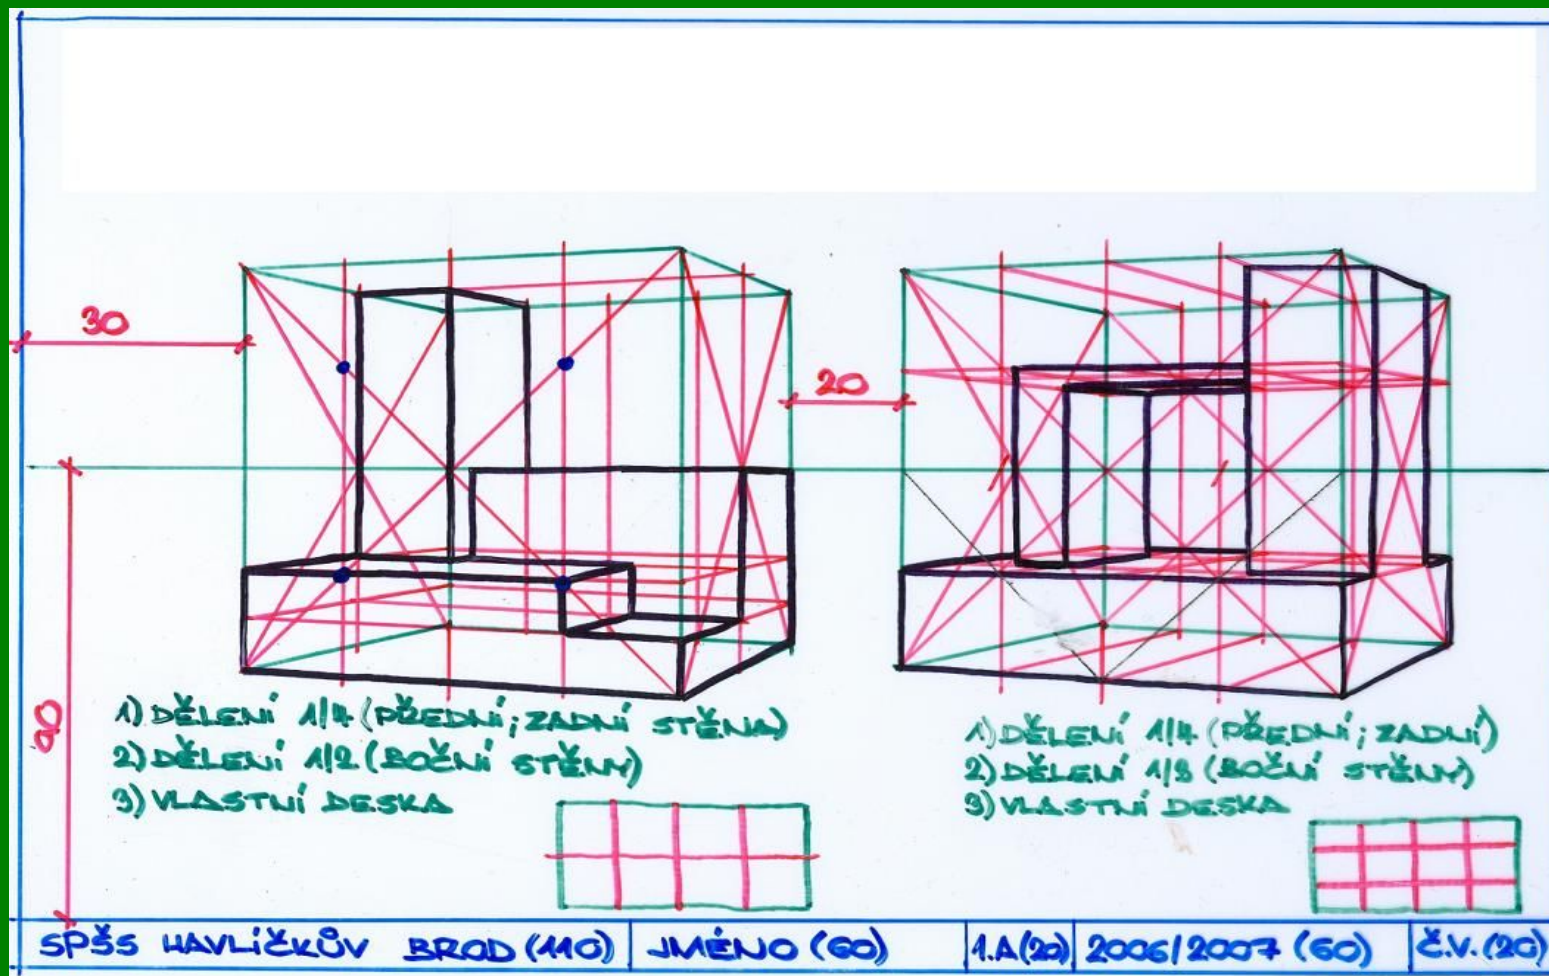 30
20
90
1) DĚLENÍ 1/4 (PŘEDNÍ; ZADNÍ STĚNA)
2) DĚLENÍ 1/2 (BOČNÍ STĚNY)
3) VLASTNÍ DESKA
1) DĚLENÍ 1/4 (PŘEDNÍ; ZADNÍ)
2) DĚLENÍ 1/3 (BOČNÍ STĚNY)
3) VLASTNÍ DESKA
SPŠS HAVLÍČKŮV BROD (110) JMÉNO (60) 1.A(20) 2006/2007 (60) Č.V.(20)